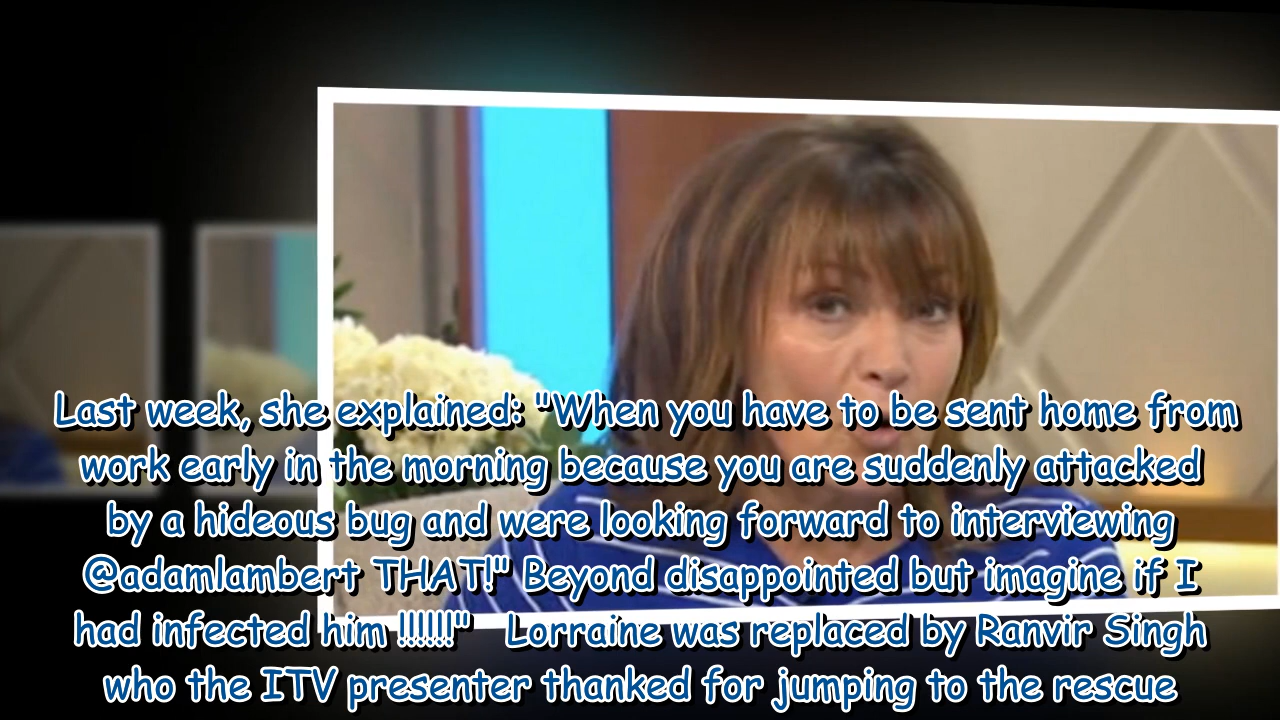 Last week, she explained: "When you have to be sent home from
work early in the morning because you are suddenly attacked
by a hideous bug and were looking forward to interviewing
@adamlambert THAT!" Beyond disappointed but imagine if I
had infected him !!!!!!" Lorraine was replaced by Ranvir Singh
who the ITV presenter thanked for jumping to the rescue